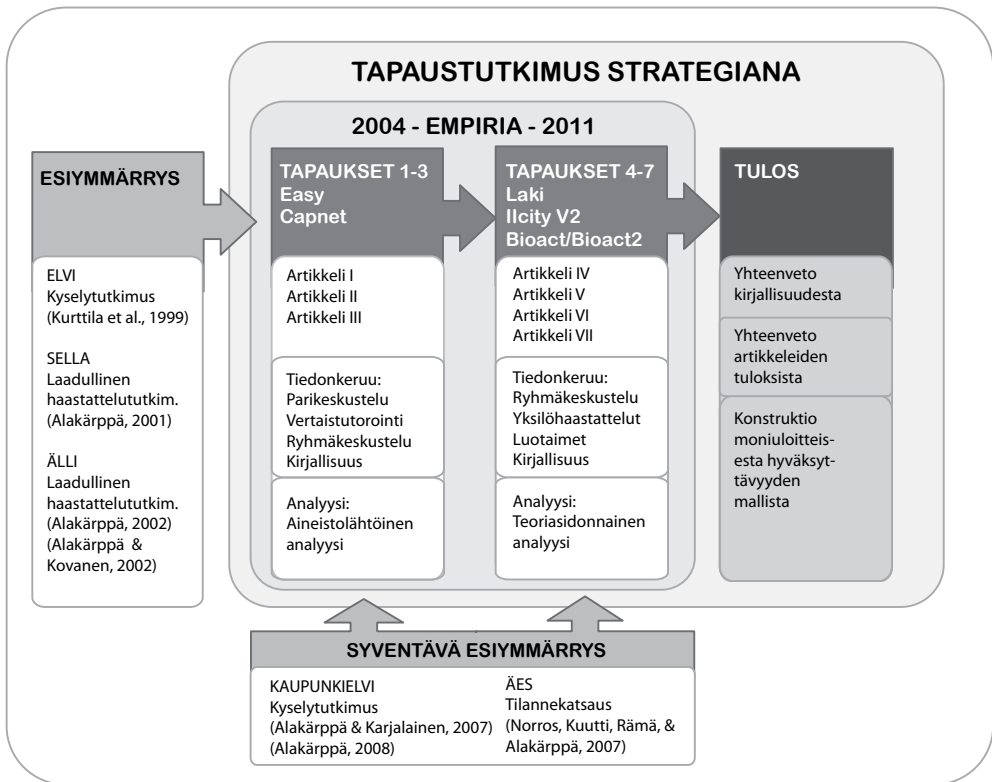 TAPAUSTUTKIMUS STRATEGIANA
2004 - EMPIRIA - 2011
ESIYMMÄRRYS
ELVI
Kyselytutkimus
(Kurttila et al., 1999)
SELLA
Laadullinen
haastattelututkim.
(Alakärppä, 2001)
ÄLLI
Laadullinen
haastattelututkim.
(Alakärppä, 2002)
(Alakärppä &
Kovanen, 2002)
TAPAUKSET 1-3
Easy
Capnet
Artikkeli I
Artikkeli II
Artikkeli III
Tiedonkeruu:
Parikeskustelu
Vertaistutorointi
Ryhmäkeskustelu
Kirjallisuus
Analyysi:
Aineistolähtöinen
analyysi
TAPAUKSET 4-7
Laki
IIcity V2
Bioact/Bioact2
Artikkeli IV
Artikkeli V
Artikkeli VI
Artikkeli VII
Tiedonkeruu:
Ryhmäkeskustelu
Yksilöhaastattelut
Luotaimet
Kirjallisuus
Analyysi:
Teoriasidonnainen
analyysi
TULOS
Yhteenveto
kirjallisuudesta
Yhteenveto
artikkeleiden
tuloksista
Konstruktio
moniuloitteis-
esta hyväksyt-
tävyyden
mallista
SYVENTÄVÄ ESIYMMÄRRYS
KAUPUNKIELVI
Kyselytutkimus
(Alakärppä & Karjalainen, 2007)
(Alakärppä, 2008)
ÄES
Tilannekatsaus
(Norros, Kuutti, Rämä, &
Alakärppä, 2007)